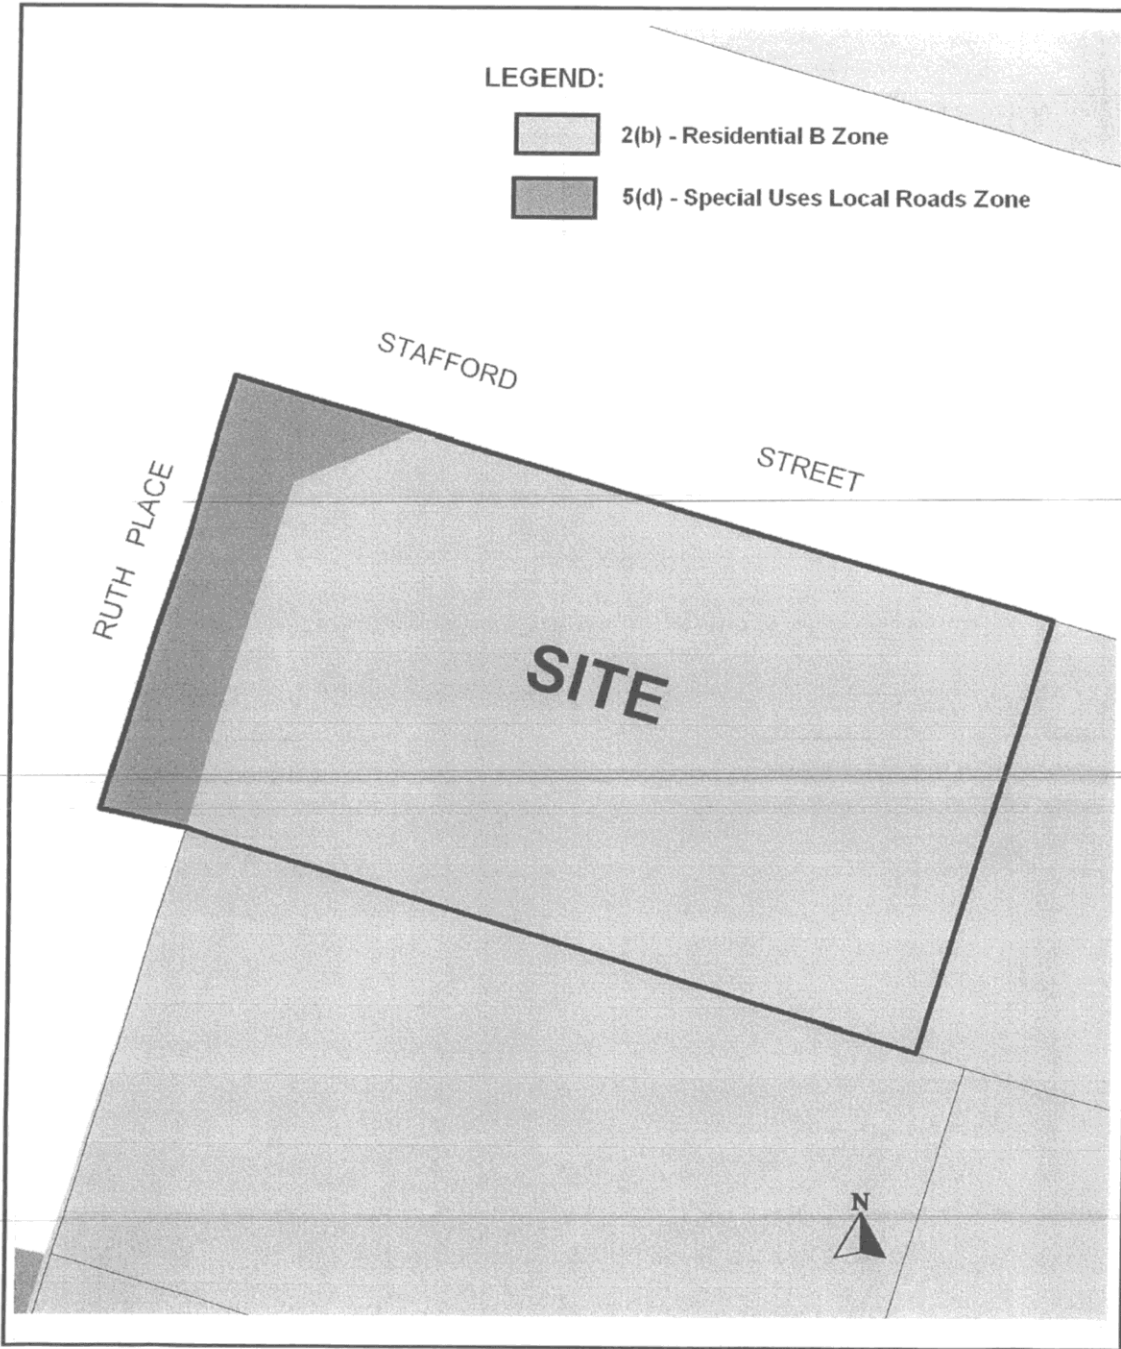 LEGEND:
2(b) - Residential B Zone
5(d) - Special Uses Local Roads Zone
STAFFORD
STREET
RUTH PLACE
SITE
N